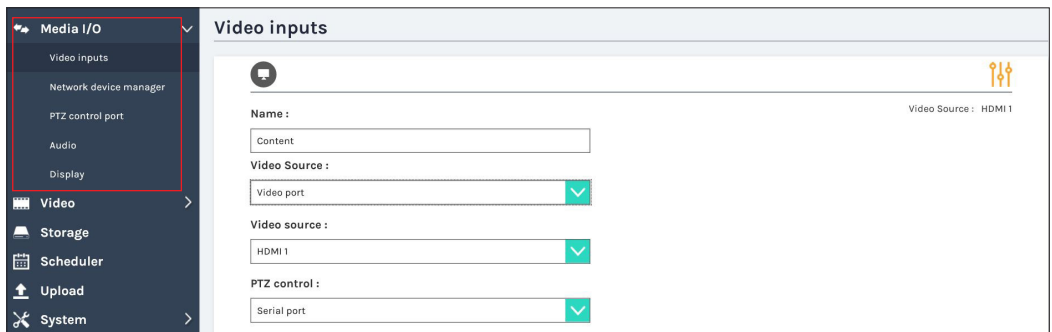 Media I/O
Video inputs
Network device manager
PTZ control port
Audio
Display
Video
Storage
Scheduler
Upload
System
Video inputs
Video Source : HDMI 1
Name :
Content
Video Source :
Video port
Video source :
HDMI 1
PTZ control :
Serial port